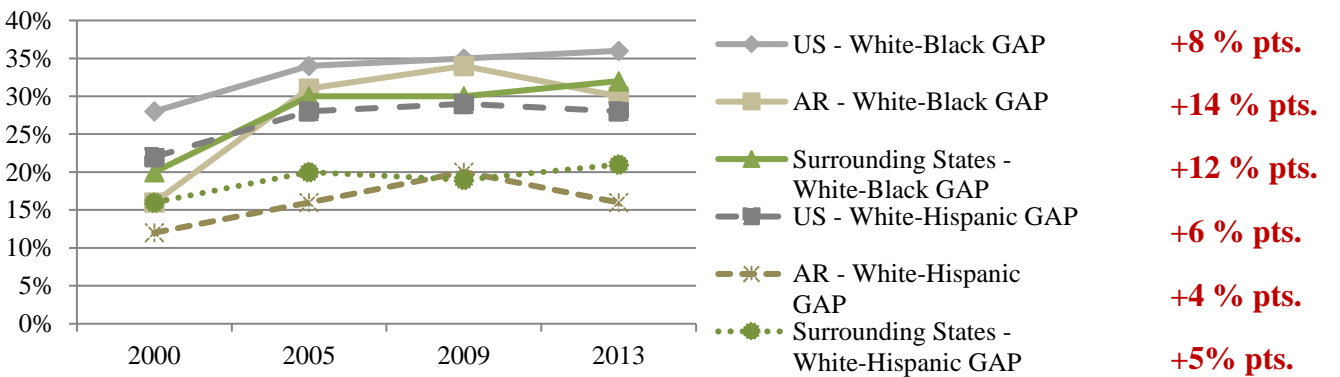 40%
35%
30%
25%
20%
15%
10%
5%
0%
2000 2005 2009 2013
US - White-Black GAP +8 % pts.
AR - White-Black GAP +14 % pts.
Surrounding States -
White-Black GAP +12 % pts.
US - White-Hispanic GAP +6 % pts.
AR - White-Hispanic
GAP +4 % pts.
Surrounding States -
White-Hispanic GAP +5% pts.